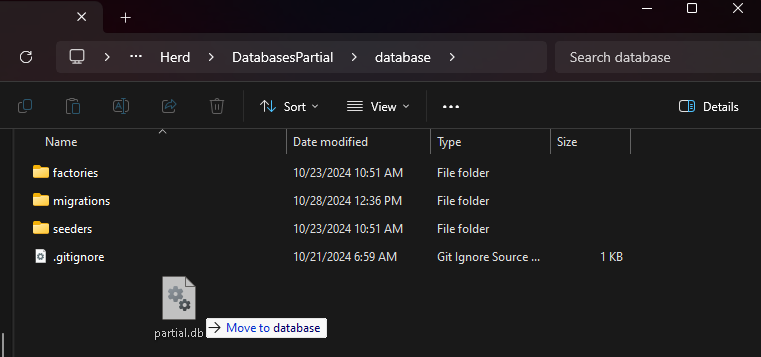 Herd > DatabasesPartial > database >
Search database
Sort
View
Details
Name Date modified Type Size
factories 10/23/2024 10:51 AM File folder
migrations 10/28/2024 12:36 PM File folder
seeders 10/23/2024 10:51 AM File folder
.gitignore 10/21/2024 6:59 AM Git Ignore Source ... 1 KB
partial.db
Move to database